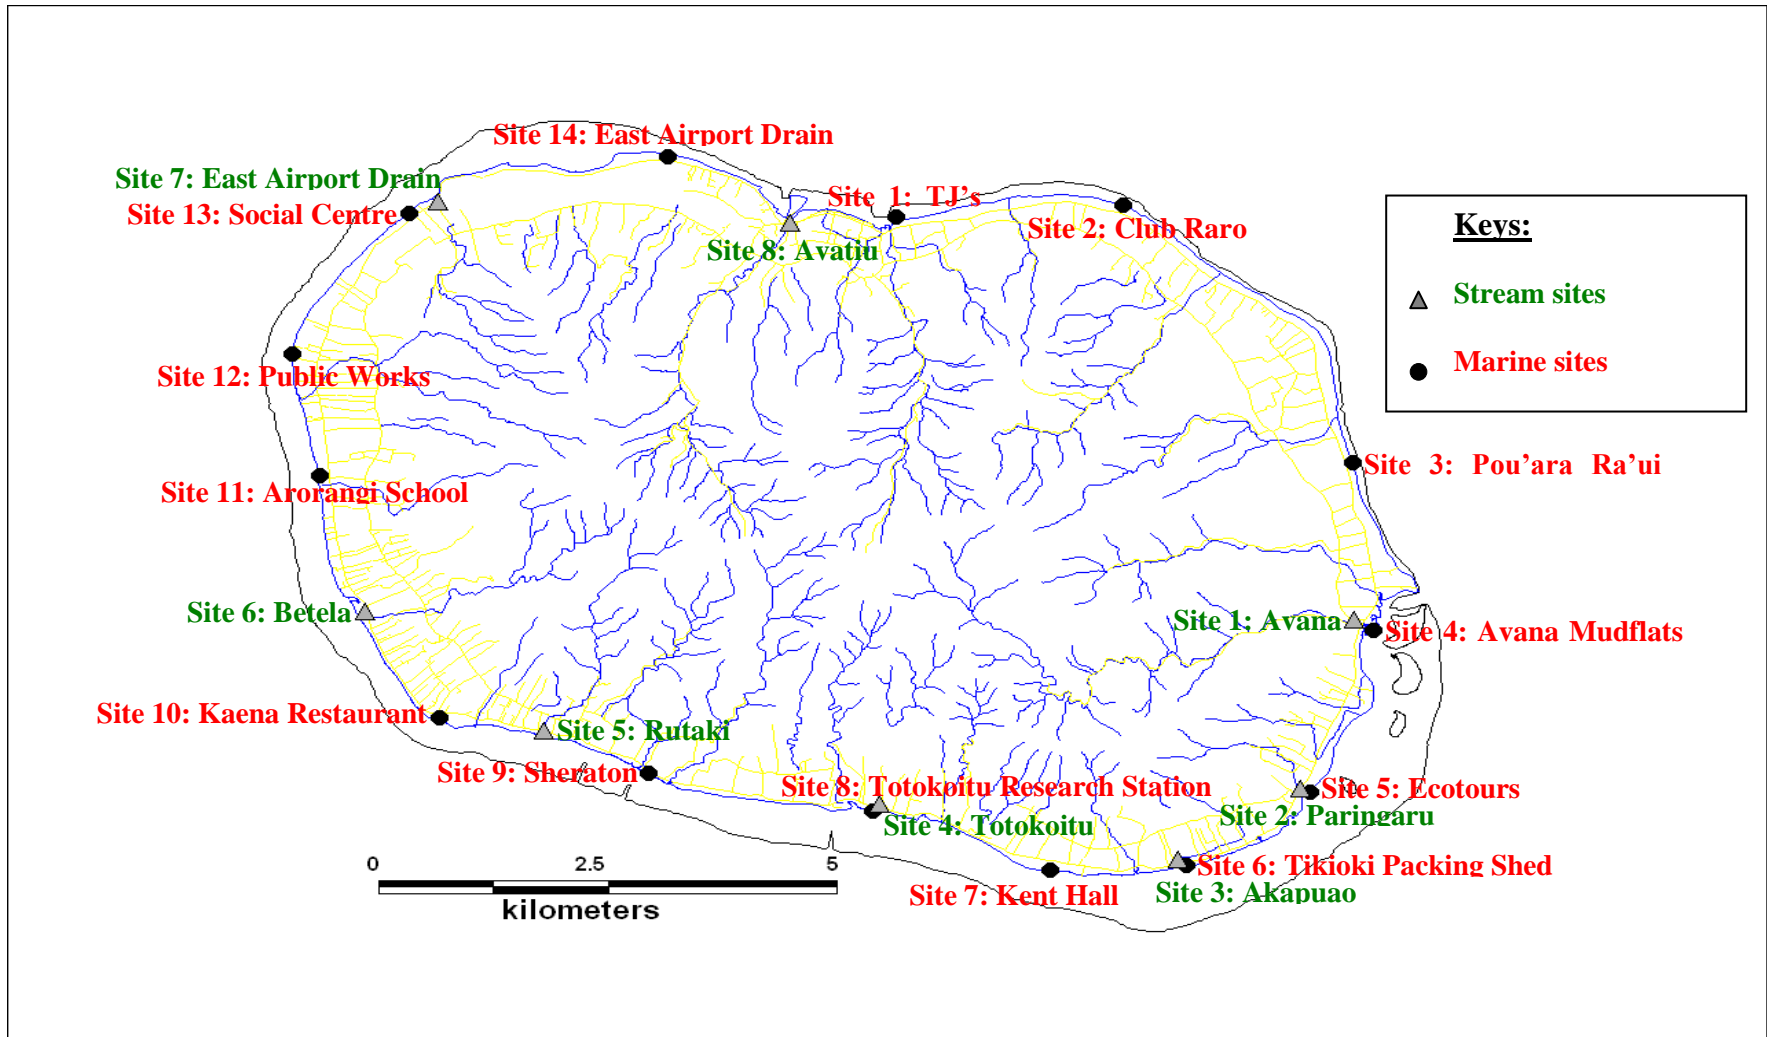 Site 14: East Airport Drain
Site 7: East Airport Drain
Site 13: Social Centre
Site 1: TJ's
Site 2: Club Raro
Site 8: Avatiu
Keys:
Stream sites
Marine sites
Site 12: Public Works
Site 3: Pou'ara Ra'ui
Site 11: Arorangi School
Site 6: Betela
Site 1: Avana
Site 4: Avana Mudflats
Site 10: Kaena Restaurant
Site 5: Rutaki
Site 9: Sheraton
Site 8: Totokoitu Research Station
Site 5: Ecotours
Site 2: Paringaru
Site 4: Totokoitu
Site 6: Tikioki Packing Shed
Site 7: Kent Hall
Site 3: Akapuao
0 2.5 5
kilometers